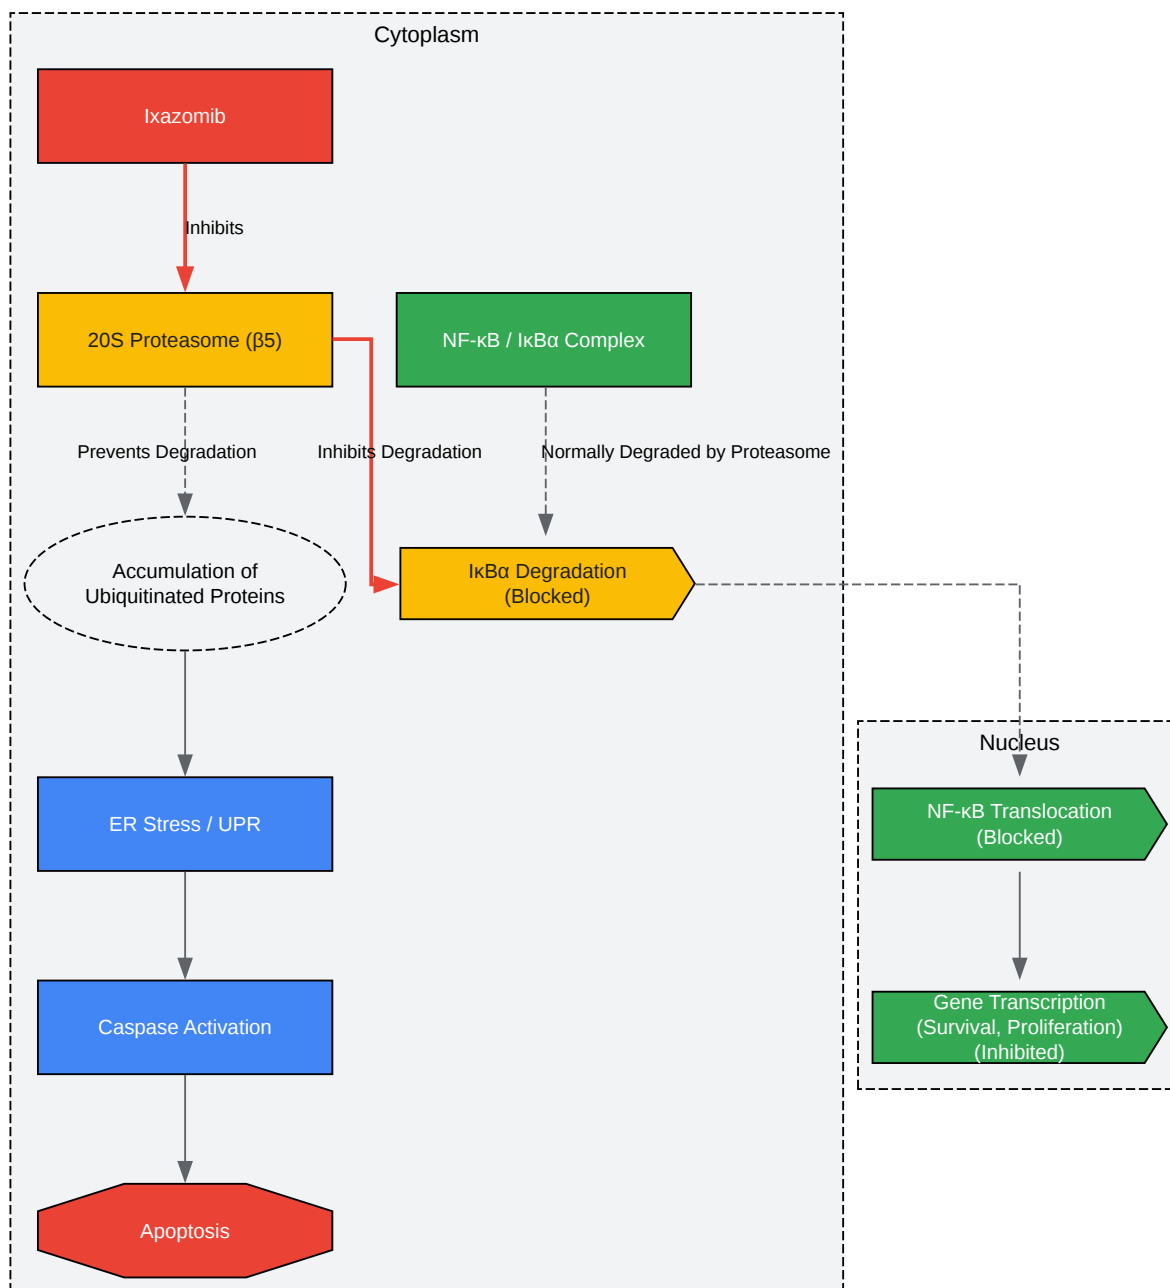 Cytoplasm
Ixazomib
Inhibits
20S Proteasome (β5)
NF-κB / IκBα Complex
Prevents Degradation
Inhibits Degradation
Normally Degraded by Proteasome
Accumulation of
Ubiquitinated Proteins
IκBα Degradation
(Blocked)
Nucleus
ER Stress / UPR
NF-κB Translocation
(Blocked)
Caspase Activation
Gene Transcription
(Survival, Proliferation)
(Inhibited)
Apoptosis